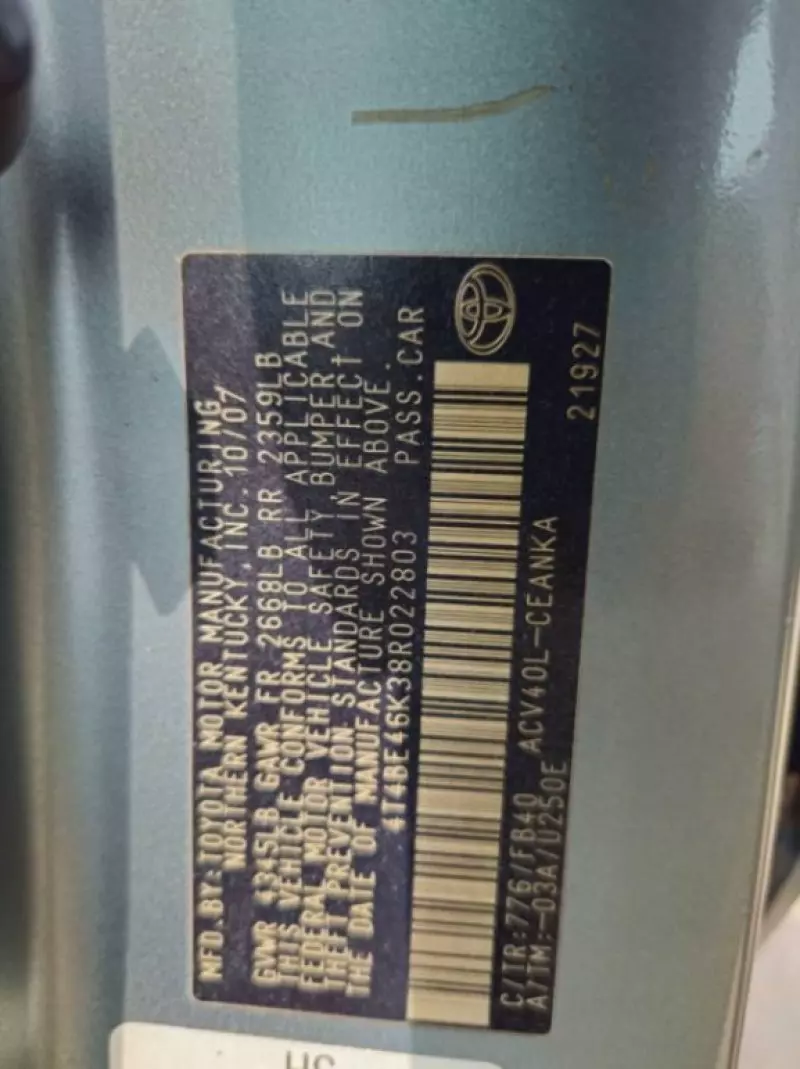 MFD.BY:TOYOTA MOTOR MANUFACTURING
NORTHERN KENTUCKY,INC.10/07
GVWR 4345LB GAWR FR 2668LB RR 2359LB
THIS VEHICLE CONFORMS TO ALL APPLICABLE
FEDERAL MOTOR VEHICLE SAFETY, BUMPER AND
THEFT PREVENTION STANDARDS IN EFFECT ON
THE DATE OF MANUFACTURE SHOWN ABOVE.
4T4BE46K38R022803 PASS.CAR
C/TR:776/FB40 ACV40L-CEANKA
A/TM:-03A/U250E
21927